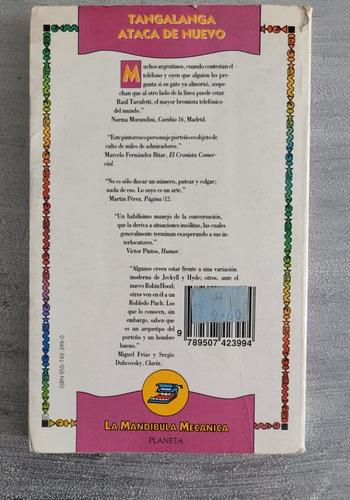 TANGALANGA
ATACA DE NUEVO
Muchos argentinos, cuando contestan el
teléfono y oyen que alguien les pre-
gunta si su gato ya almorzó, sospe-
chan que al otro lado de la línea puede estar
Raúl Tarufetti, el mayor bromista telefónico
del mundo."
Norma Morandini, Cambio 16, Madrid.
"Este pintoresco personaje porteño es objeto de
culto de miles de admiradores."
Marcelo Fernández Bitar, El Cronista Comer-
cial.
"No es sólo discar un número, putear y colgar;
nada de eso. Lo suyo es arte."
Martín Pérez, Página/12.
"Un habilísimo manejo de la conversación,
que la deriva a situaciones insólitas, las cuales
generalmente terminan exasperando a sus in-
terlocutores."
Víctor Pintos, Humor.
"Algunos creen estar frente a una variación
moderna de Jeckyll y Hyde; otros, ante el
nuevo Robin Hood;
otros ven en él a un
Robledo Puch. Los
que lo conocen, sin
embargo, saben que
es un arquetipo del
porteño y un hombre
bueno."
Miguel Frías y Sergio
Dubcovsky, Clarín.
9 789507 423994
ISBN 950-742-399-0
LA MANDIBULA MECANICA
PLANETA